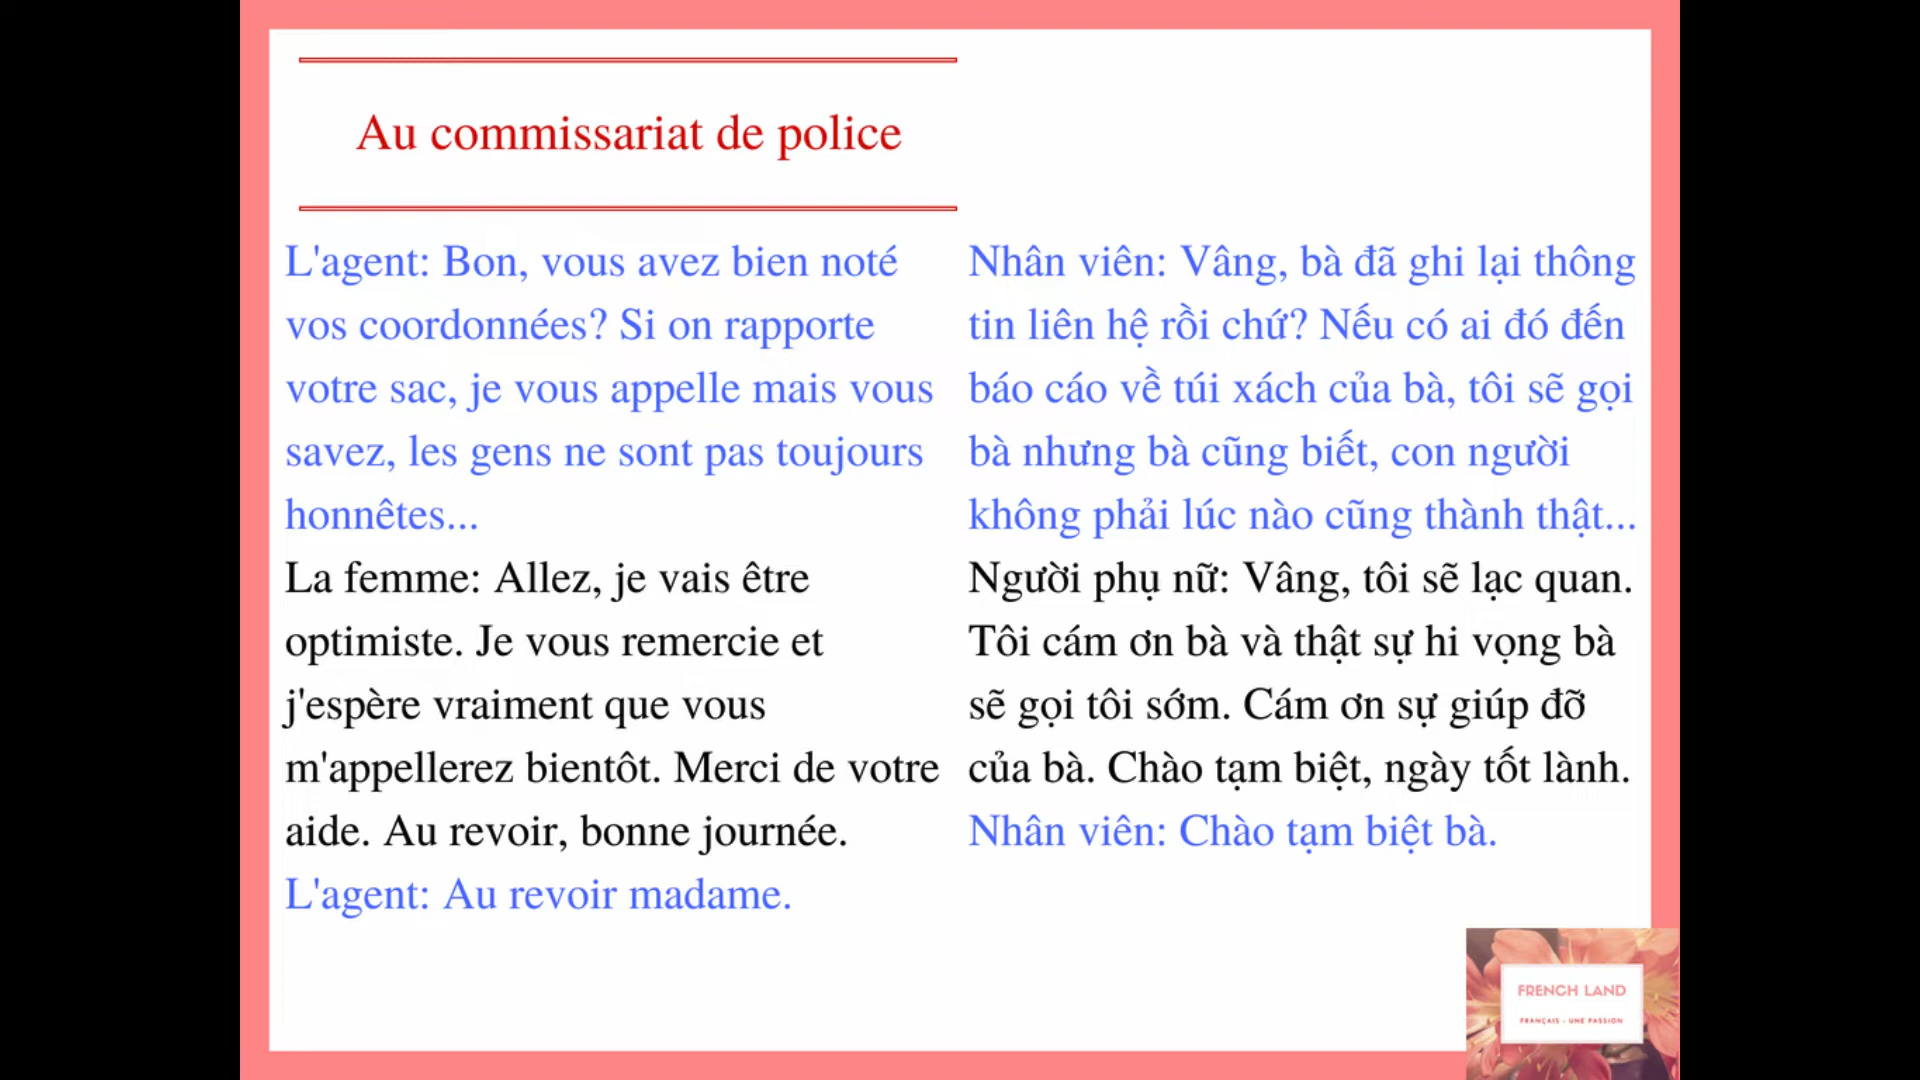 Au commissariat de police
L'agent: Bon, vous avez bien noté
vos coordonnées? Si on rapporte
votre sac, je vous appelle mais vous
savez, les gens ne sont pas toujours
honnêtes...
La femme: Allez, je vais être
optimiste. Je vous remercie et
j'espère vraiment que vous
m'appellerez bientôt. Merci de votre
aide. Au revoir, bonne journée.
L'agent: Au revoir madame.
Nhân viên: Vâng, bà đã ghi lại thông
tin liên hệ rồi chứ? Nếu có ai đó đến
báo cáo về túi xách của bà, tôi sẽ gọi
bà nhưng bà cũng biết, con người
không phải lúc nào cũng thành thật...
Người phụ nữ: Vâng, tôi sẽ lạc quan.
Tôi cám ơn bà và thật sự hi vọng bà
sẽ gọi tôi sớm. Cám ơn sự giúp đỡ
của bà. Chào tạm biệt, ngày tốt lành.
Nhân viên: Chào tạm biệt bà.
FRENCH LAND
FRANÇAIS - UNE PASSION